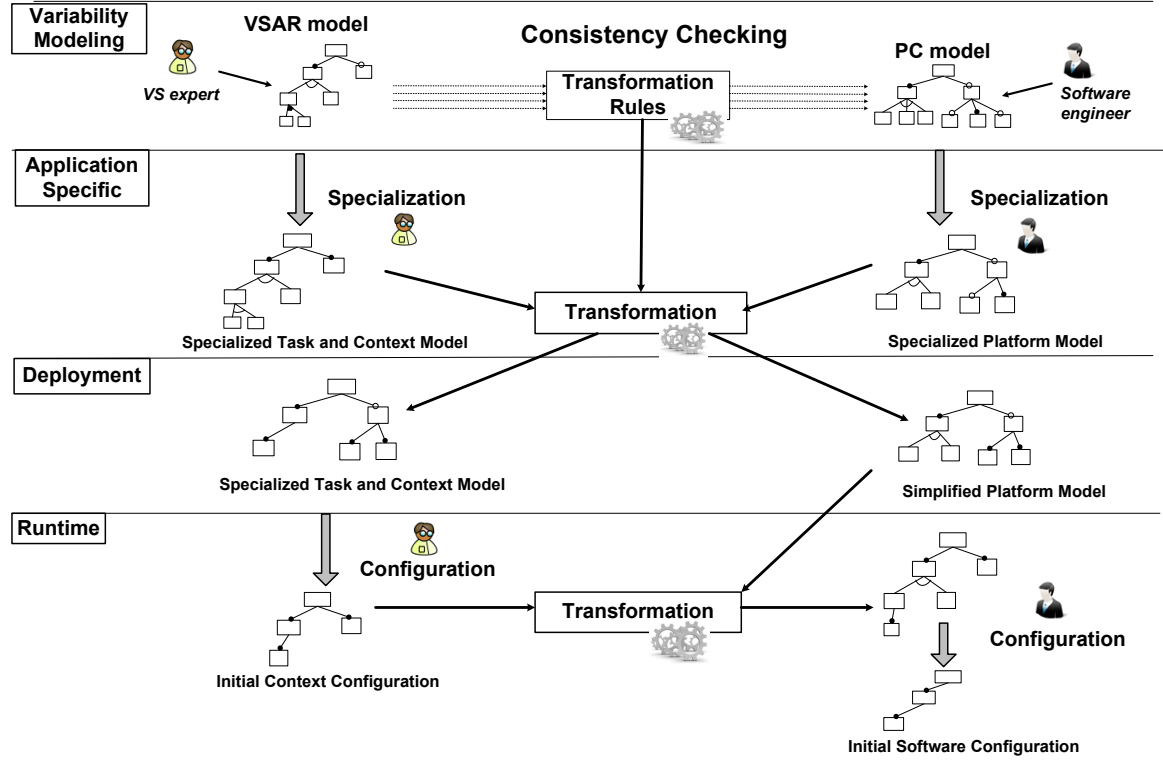 Variability
Modeling
VSAR model
Consistency Checking
PC model
VS expert
Transformation
Rules
Software
engineer
Application
Specific
Specialization
Specialization
Transformation
Specialized Task and Context Model
Specialized Platform Model
Deployment
Specialized Task and Context Model
Simplified Platform Model
Runtime
Configuration
Transformation
Configuration
Initial Context Configuration
Initial Software Configuration